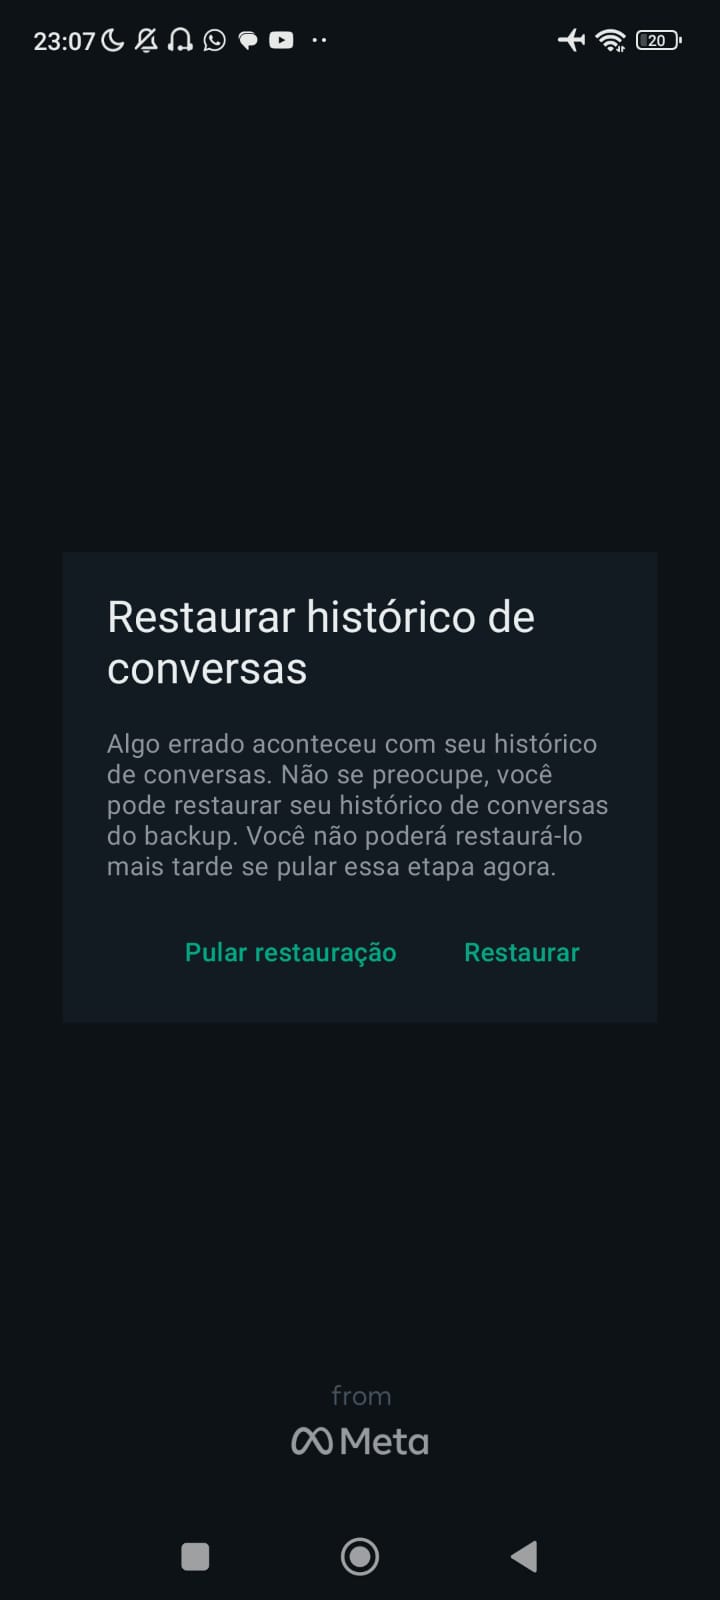 23:07
20
Restaurar histórico de
conversas
Algo errado aconteceu com seu histórico
de conversas. Não se preocupe, você
pode restaurar seu histórico de conversas
do backup. Você não poderá restaurá-lo
mais tarde se pular essa etapa agora.
Pular restauração Restaurar
from
Meta